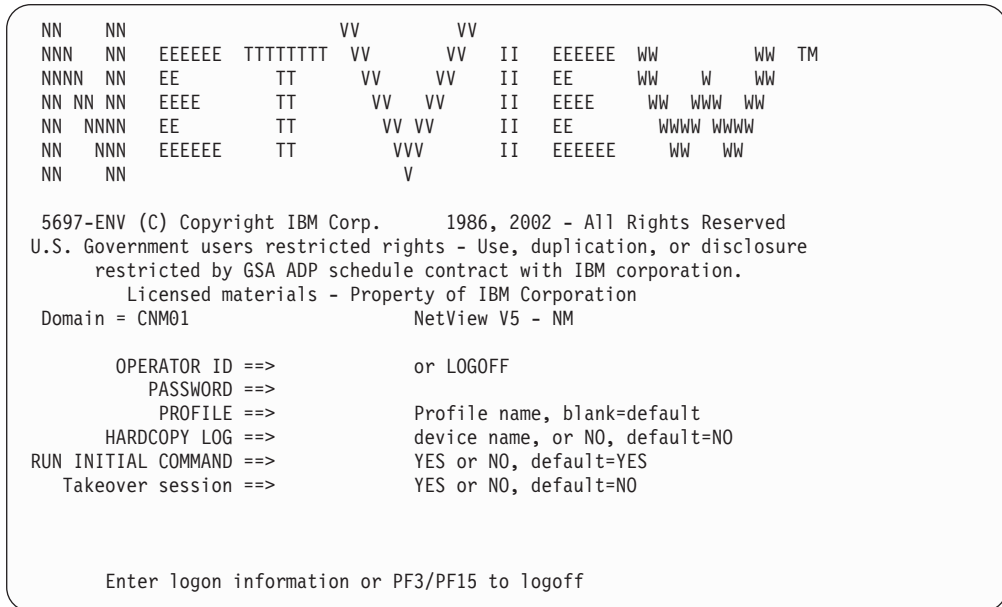 NN    NN                    VV         VV
NNN   NN   EEEEEE  TTTTTTTT  VV       VV   II   EEEEEE  WW         WW  TM
NNNN  NN   EE         TT      VV     VV    II   EE      WW    W    WW
NN NN NN   EEEE       TT       VV   VV     II   EEEE     WW  WWW  WW
NN  NNNN   EE         TT        VV VV      II   EE        WWWW WWWW
NN   NNN   EEEEEE     TT         VVV       II   EEEEEE     WW   WW
NN    NN                          V
5697-ENV (C) Copyright IBM Corp.      1986, 2002 - All Rights Reserved
U.S. Government users restricted rights - Use, duplication, or disclosure
restricted by GSA ADP schedule contract with IBM corporation.
Licensed materials - Property of IBM Corporation
Domain = CNM01                     NetView V5 - NM
OPERATOR ID ==>             or LOGOFF
PASSWORD ==>
PROFILE ==>             Profile name, blank=default
HARDCOPY LOG ==>             device name, or NO, default=NO
RUN INITIAL COMMAND ==>             YES or NO, default=YES
Takeover session ==>             YES or NO, default=NO
Enter logon information or PF3/PF15 to logoff